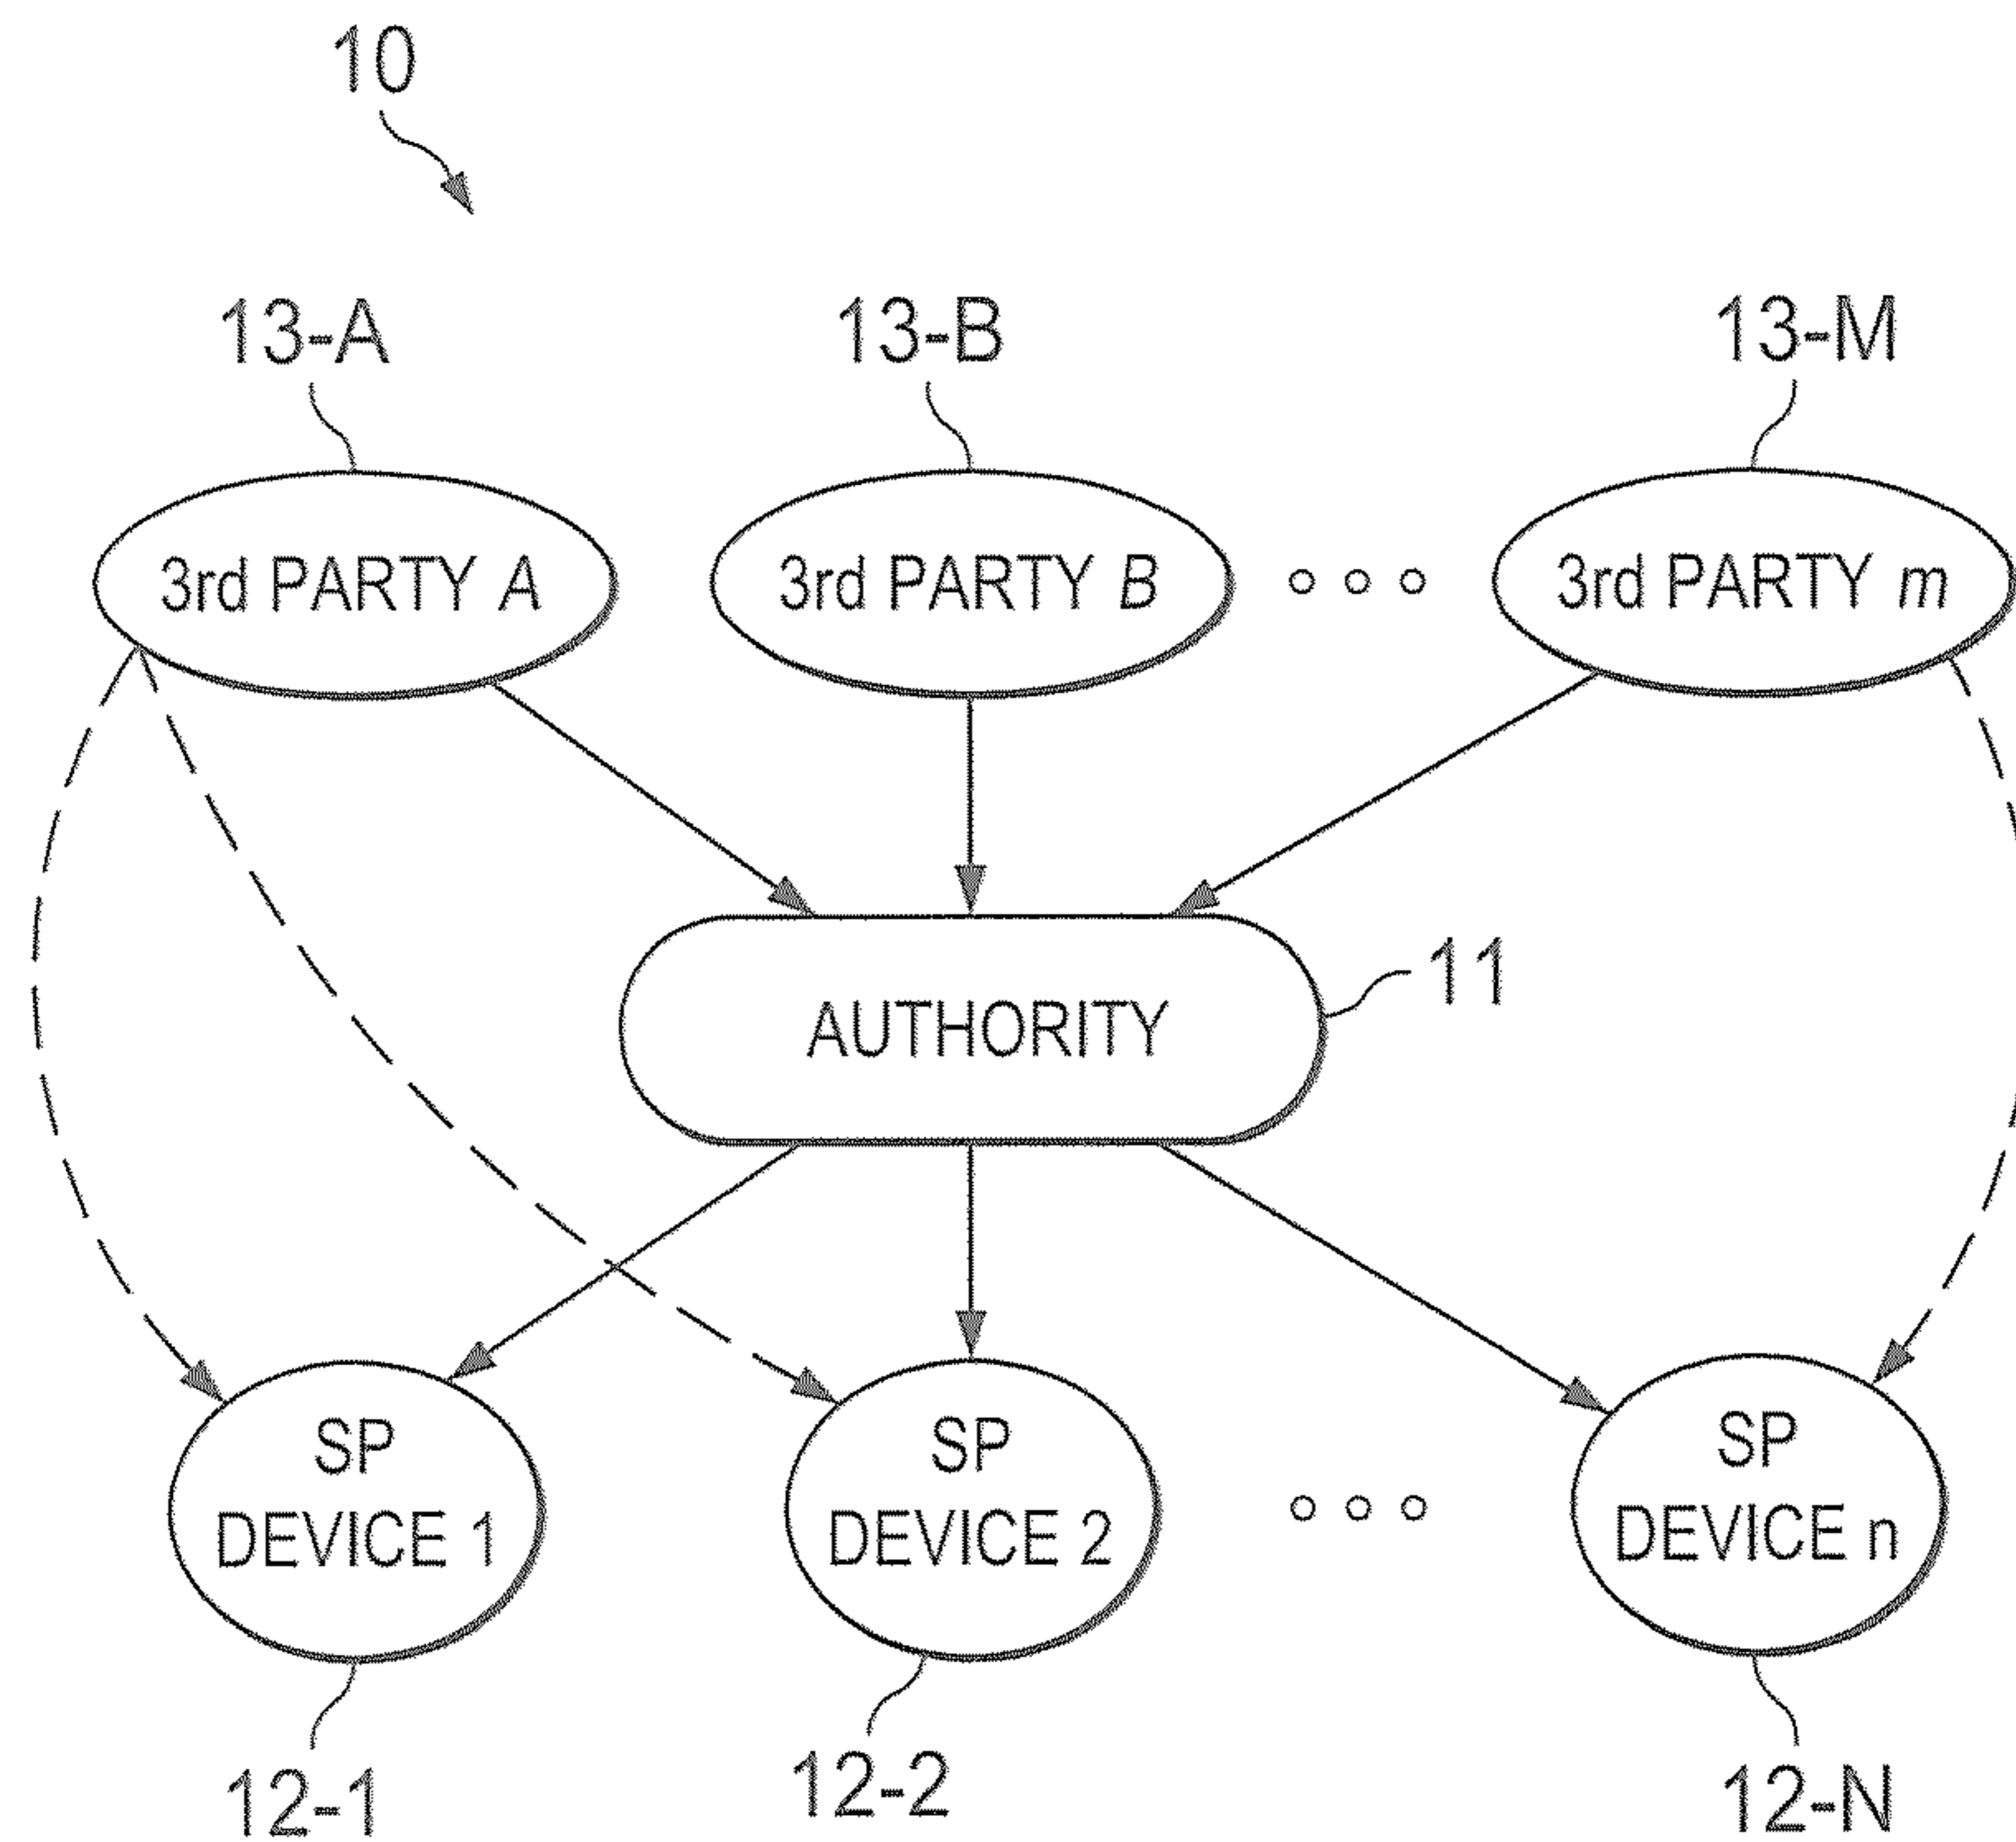 10
13-A
13-B
13-M
3rd PARTY A
3rd PARTY B
3rd PARTY m
AUTHORITY
11
SP
DEVICE 1
SP
DEVICE 2
SP
DEVICE n
12-1
12-2
12-N